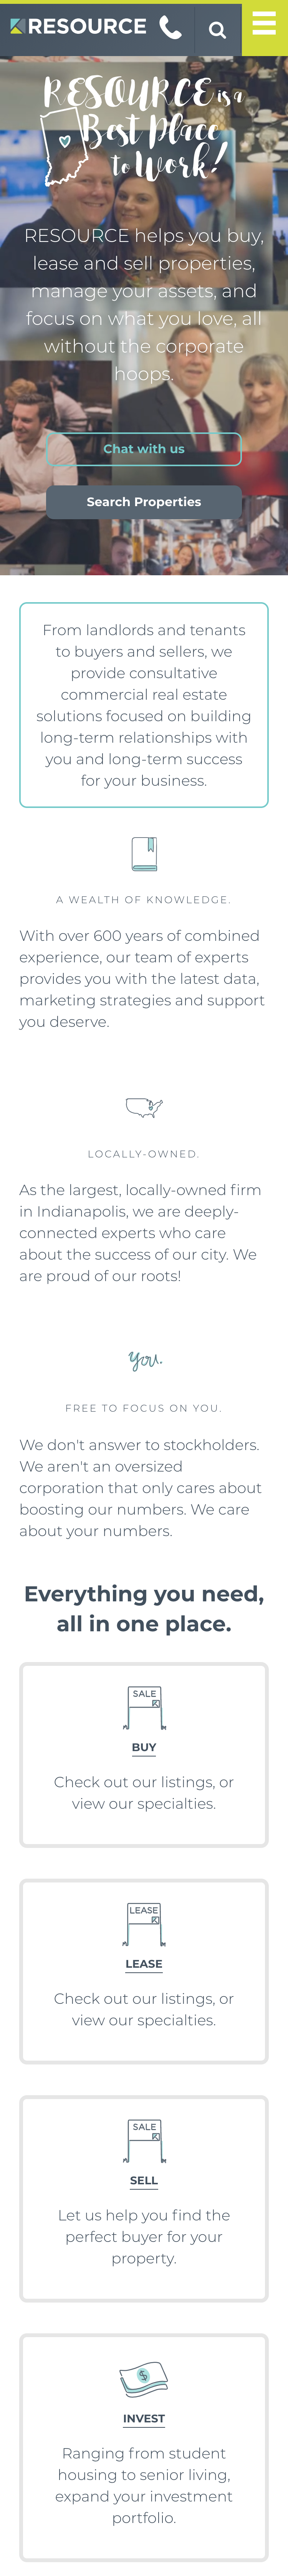 RESOURCE
RESOURCE is a
Best Place
to Work!
RESOURCE helps you buy,
lease and sell properties,
manage your assets, and
focus on what you love, all
without the corporate
hoops.
Chat with us
Search Properties
From landlords and tenants
to buyers and sellers, we
provide consultative
commercial real estate
solutions focused on building
long-term relationships with
you and long-term success
for your business.
A WEALTH OF KNOWLEDGE.
With over 600 years of combined
experience, our team of experts
provides you with the latest data,
marketing strategies and support
you deserve.
LOCALLY-OWNED.
As the largest, locally-owned firm
in Indianapolis, we are deeply-
connected experts who care
about the success of our city. We
are proud of our roots!
you.
FREE TO FOCUS ON YOU.
We don't answer to stockholders.
We aren't an oversized
corporation that only cares about
boosting our numbers. We care
about your numbers.
Everything you need,
all in one place.
SALE
BUY
Check out our listings, or
view our specialties.
LEASE
LEASE
Check out our listings, or
view our specialties.
SALE
SELL
Let us help you find the
perfect buyer for your
property.
$
INVEST
Ranging from student
housing to senior living,
expand your investment
portfolio.